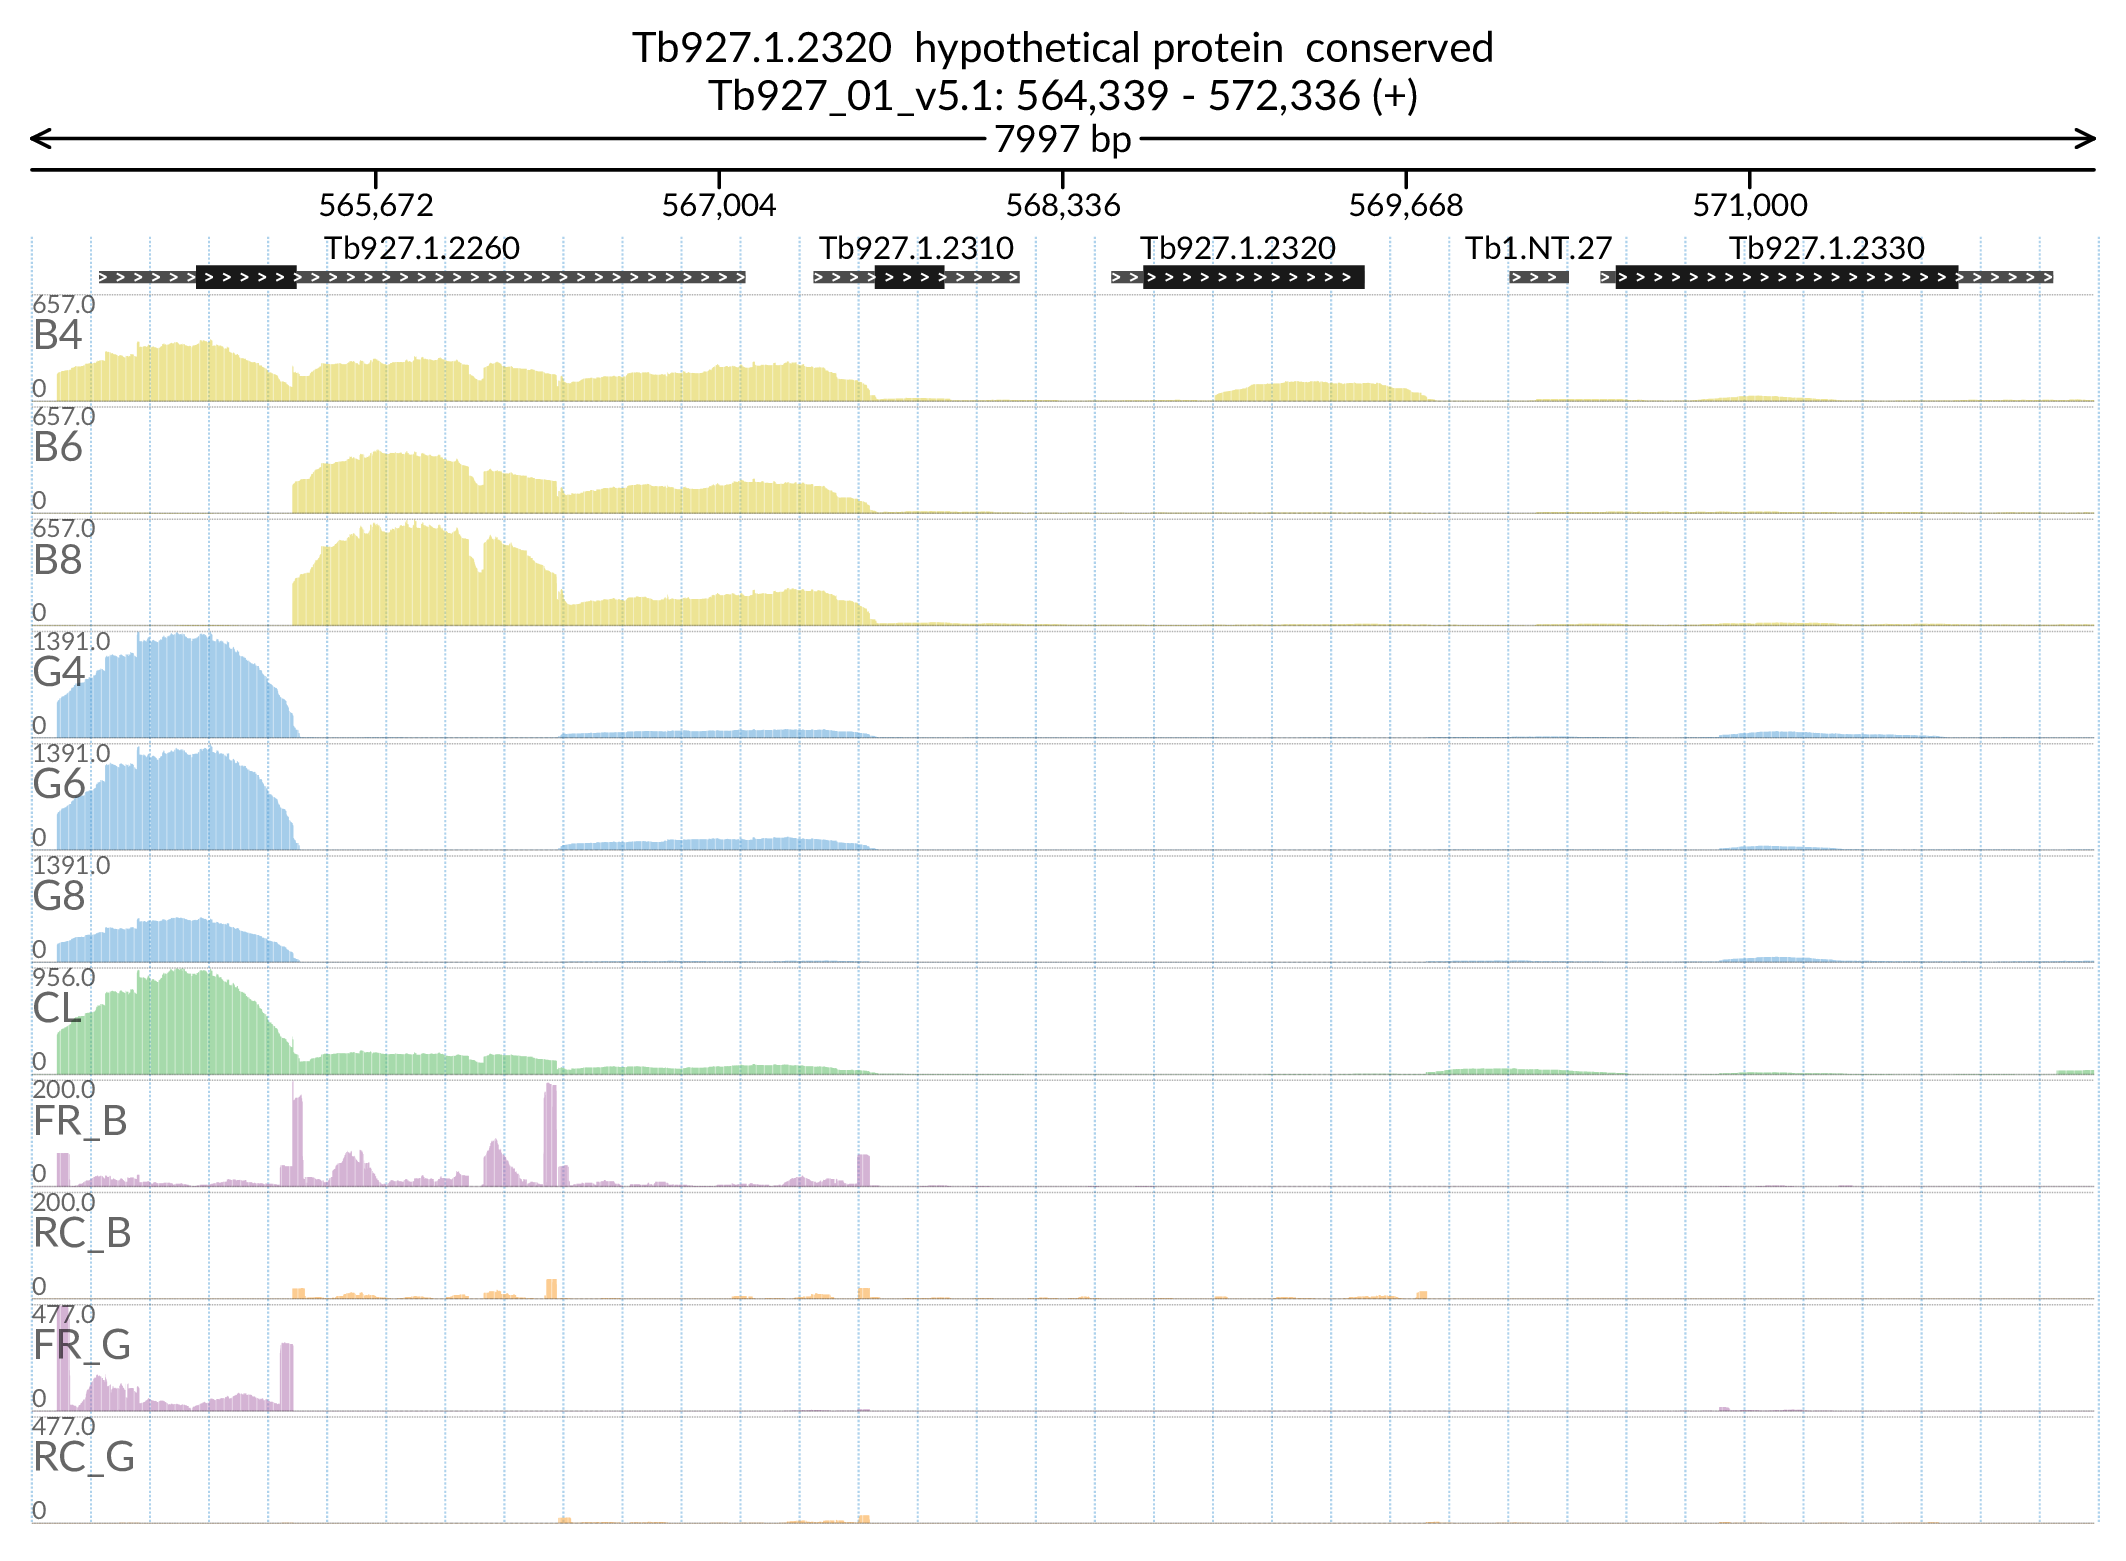 Tb927.1.2320  hypothetical protein  conserved
Tb927_01_v5.1: 564,339 - 572,336 (+)
7997 bp
565,672 567,004 568,336 569,668 571,000
Tb927.1.2260 Tb927.1.2310 Tb927.1.2320 Tb1.NT.27 Tb927.1.2330
657.0
B4
0
657.0
B6
0
657.0
B8
0
1391.0
G4
0
1391.0
G6
0
1391.0
G8
0
956.0
CL
0
200.0
FR_B
0
200.0
RC_B
0
477.0
FR_G
0
477.0
RC_G
0